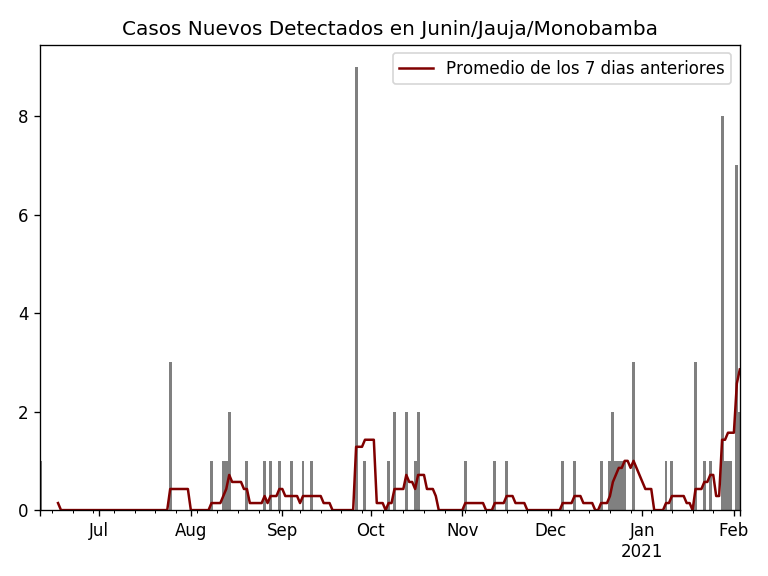 Casos Nuevos Detectados en Junin/Jauja/Monobamba
Promedio de los 7 dias anteriores
8
6
4
2
0
Jul Aug Sep Oct Nov Dec Jan Feb
2021